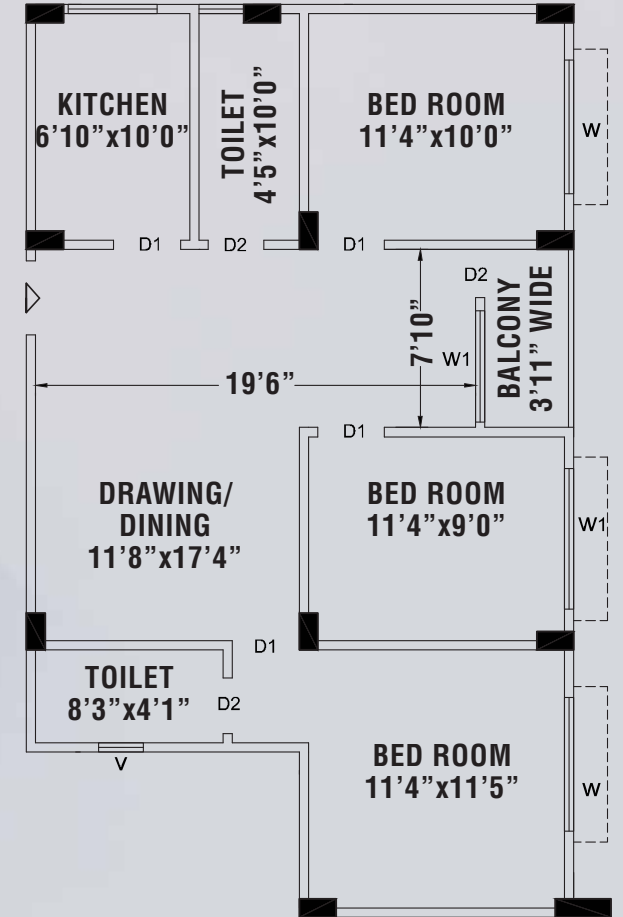 KITCHEN
6’10”x10’0”
TOILET
4’5”x10’0”
BED ROOM
11’4”x10’0”
W
D1
D2
D1
D2
7’10”
W1
BALCONY
3’11” WIDE
19’6”
D1
DRAWING/
DINING
11’8”x17’4”
BED ROOM
11’4”x9’0”
W1
D1
TOILET
8’3”x4’1”
D2
V
BED ROOM
11’4”x11’5”
W